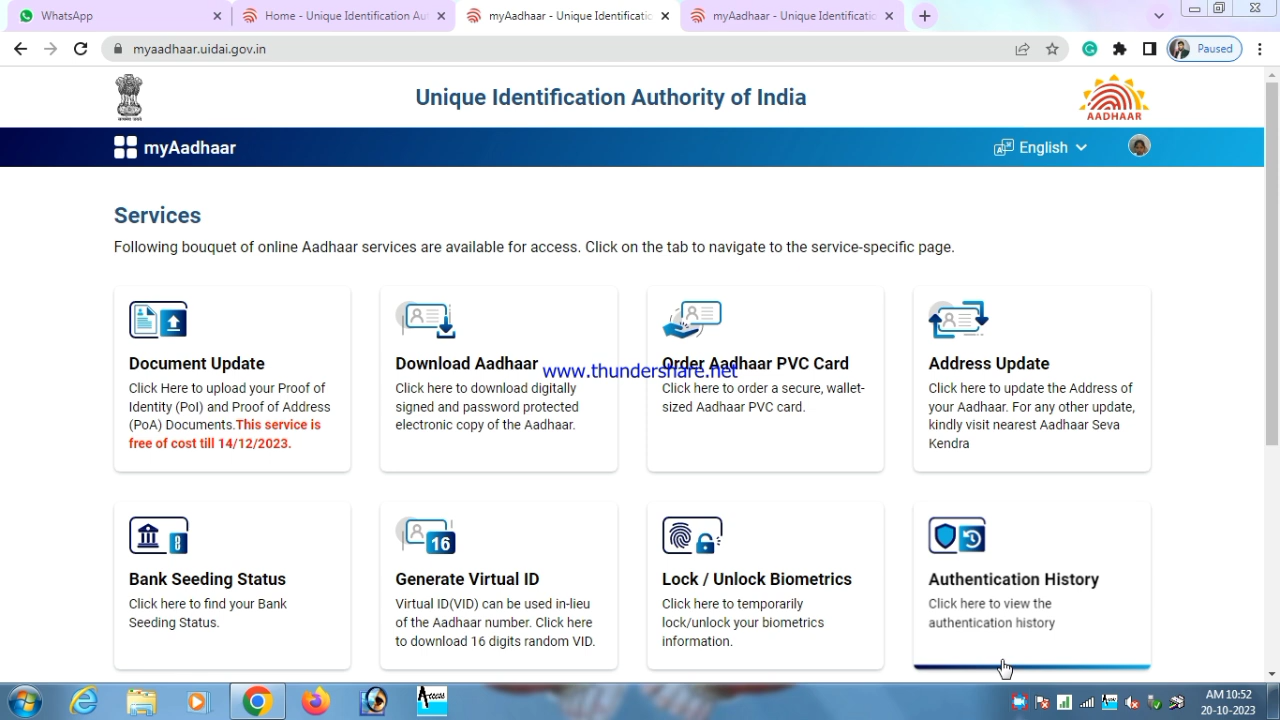 WhatsApp
Home - Unique Identification Aut
myAadhaar - Unique Identificatic
myAadhaar - Unique Identificatic
myaadhaar.uidai.gov.in
Paused
Unique Identification Authority of India
AADHAAR
myAadhaar
English
Services
Following bouquet of online Aadhaar services are available for access. Click on the tab to navigate to the service-specific page.
Document Update
Click Here to upload your Proof of
Identity (PoI) and Proof of Address
(PoA) Documents.This service is
free of cost till 14/12/2023.
Download Aadhaar
Click here to download digitally
signed and password protected
electronic copy of the Aadhaar.
Order Aadhaar PVC Card
Click here to order a secure, wallet-
sized Aadhaar PVC card.
www.thundershare.net
Address Update
Click here to update the Address of
your Aadhaar. For any other update,
kindly visit nearest Aadhaar Seva
Kendra
Bank Seeding Status
Click here to find your Bank
Seeding Status.
16
Generate Virtual ID
Virtual ID(VID) can be used in-lieu
of the Aadhaar number. Click here
to download 16 digits random VID.
Lock / Unlock Biometrics
Click here to temporarily
lock/unlock your biometrics
information.
Authentication History
Click here to view the
authentication history
AM 10:52
20-10-2023